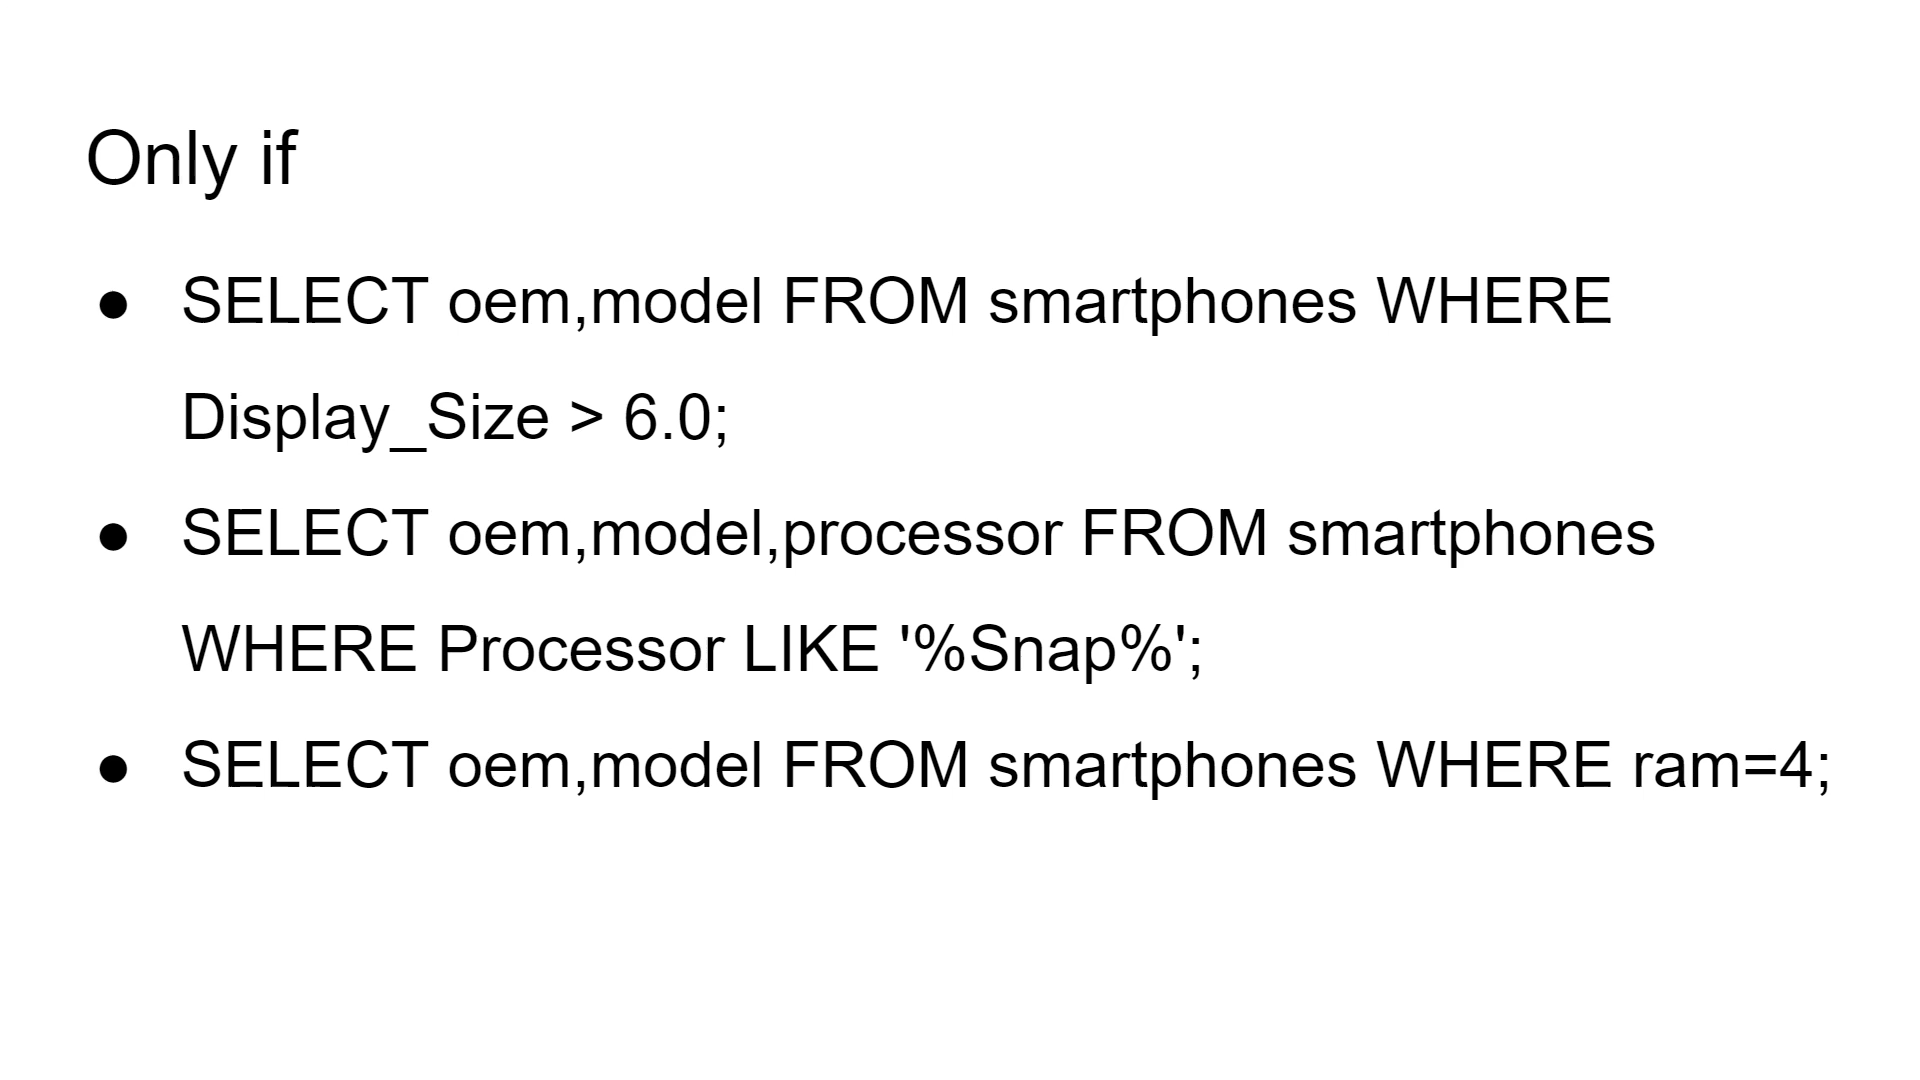 Only if
● SELECT oem,model FROM smartphones WHERE
Display_Size > 6.0;
● SELECT oem,model,processor FROM smartphones
WHERE Processor LIKE '%Snap%';
● SELECT oem,model FROM smartphones WHERE ram=4;